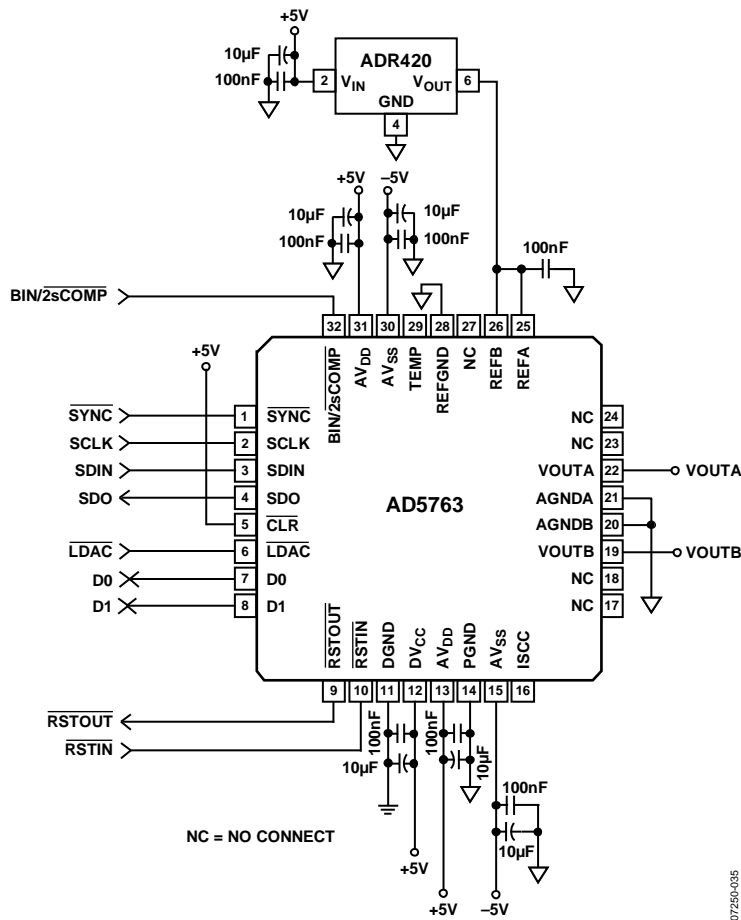 +5V
10µF
100nF
ADR420
2
VIN
VOUT
6
GND
4
+5V
–5V
10µF
100nF
10µF
100nF
100nF
BIN/2sCOMP
32
31
30
29
28
27
26
25
BIN/2sCOMP
AVDD
AVSS
TEMP
REFGND
NC
REFB
REFA
+5V
SYNC
1
SYNC
SCLK
2
SCLK
SDIN
3
SDIN
SDO
4
SDO
5
CLR
LDAC
6
LDAC
D0
7
D0
D1
8
D1
AD5763
NC
24
NC
23
VOUTA
22
VOUTA
AGNDA
21
AGNDB
20
VOUTB
19
VOUTB
NC
18
NC
17
RSTOUT
RSTIN
DGND
DVCC
AVDD
PGND
AVSS
ISCC
9
10
11
12
13
14
15
16
RSTOUT
RSTIN
100nF
10µF
100nF
10µF
100nF
10µF
NC = NO CONNECT
+5V
+5V
–5V
07250-035